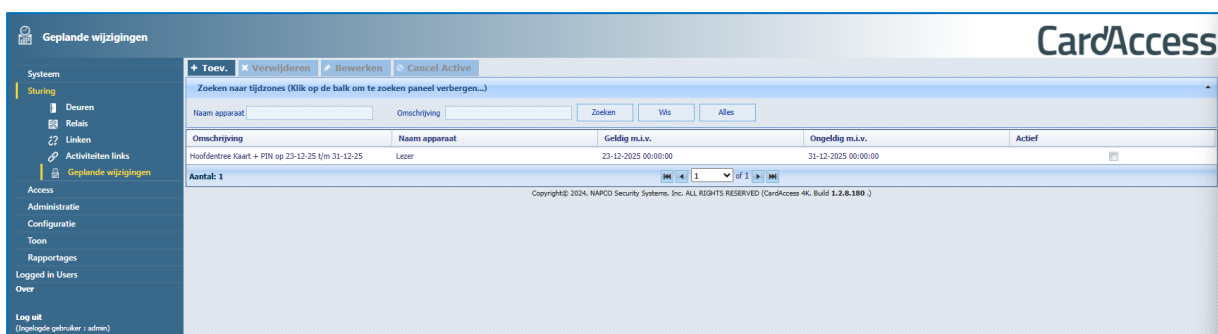 Geplande wijzigingen
CardAccess
Systeem
Sturing
Deuren
Relais
Linken
Activiteiten links
Geplande wijzigingen
Access
Administratie
Configuratie
Toon
Rapportages
Logged in Users
Over
Log uit
(Ingelogde gebruiker : admin)
+ Toev. Verwijderen Bewerken Cancel Active
Zoeken naar tijdzones (Klik op de balk om te zoeken paneel verbergen...)
Naam apparaat Omschrijving Zoeken Wis Alles
Omschrijving Naam apparaat Geldig m.i.v. Ongeldig m.i.v. Actief
Hoofdentree Kaart + PIN op 23-12-25 t/m 31-12-25 Lezer 23-12-2025 00:00:00 31-12-2025 00:00:00
Aantal: 1 1 of 1
Copyright© 2024, NAPCO Security Systems, Inc. ALL RIGHTS RESERVED (CardAccess 4K, Build 1.2.8.180 .)